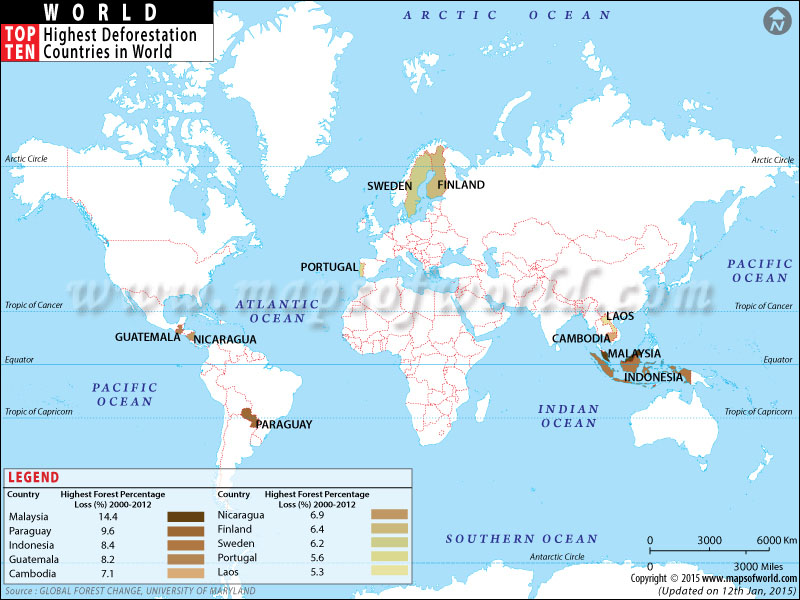 WORLD
TOP TEN
Highest Deforestation
Countries in World
ARCTIC OCEAN
N
Arctic Circle
Arctic Circle
SWEDEN
FINLAND
PORTUGAL
PACIFIC
OCEAN
www.mapsofworld.com
Tropic of Cancer
Tropic of Cancer
ATLANTIC
OCEAN
LAOS
GUATEMALA
NICARAGUA
CAMBODIA
MALAYSIA
Equator
Equator
INDONESIA
PACIFIC
OCEAN
Tropic of Capricorn
Tropic of Capricorn
INDIAN
OCEAN
PARAGUAY
LEGEND
Country Highest Forest Percentage Loss (%) 2000-2012
Malaysia 14.4
Paraguay 9.6
Indonesia 8.4
Guatemala 8.2
Cambodia 7.1
Country Highest Forest Percentage Loss (%) 2000-2012
Nicaragua 6.9
Finland 6.4
Sweden 6.2
Portugal 5.6
Laos 5.3
Source : GLOBAL FOREST CHANGE, UNIVERSITY OF MARYLAND
SOUTHERN OCEAN
Antarctic Circle
0 3000 6000 Km
0 3000 Miles
Copyright © 2015 www.mapsofworld.com
(Updated on 12th Jan, 2015)